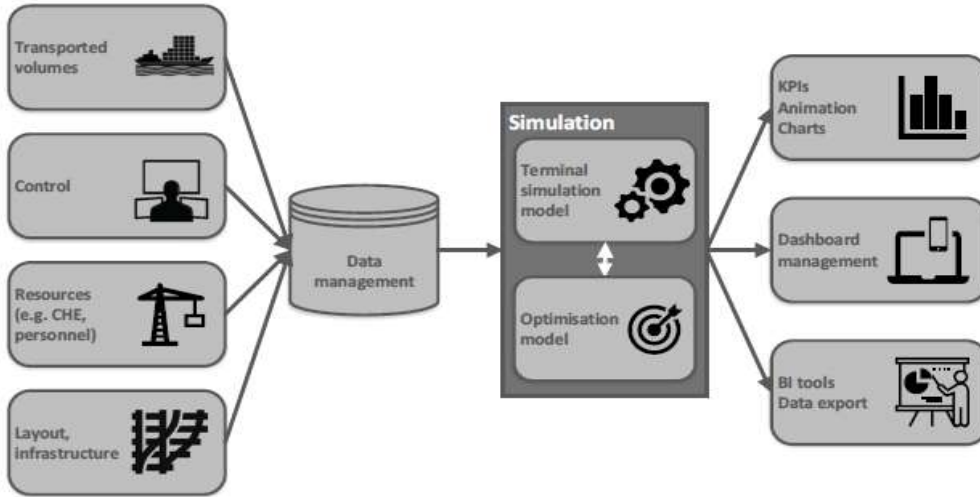 Transported
volumes
Control
Resources
(e.g. CHE,
personnel)
Layout,
infrastructure
Data
management
Simulation
Terminal
simulation
model
Optimisation
model
KPIs
Animation
Charts
Dashboard
management
BI tools
Data export